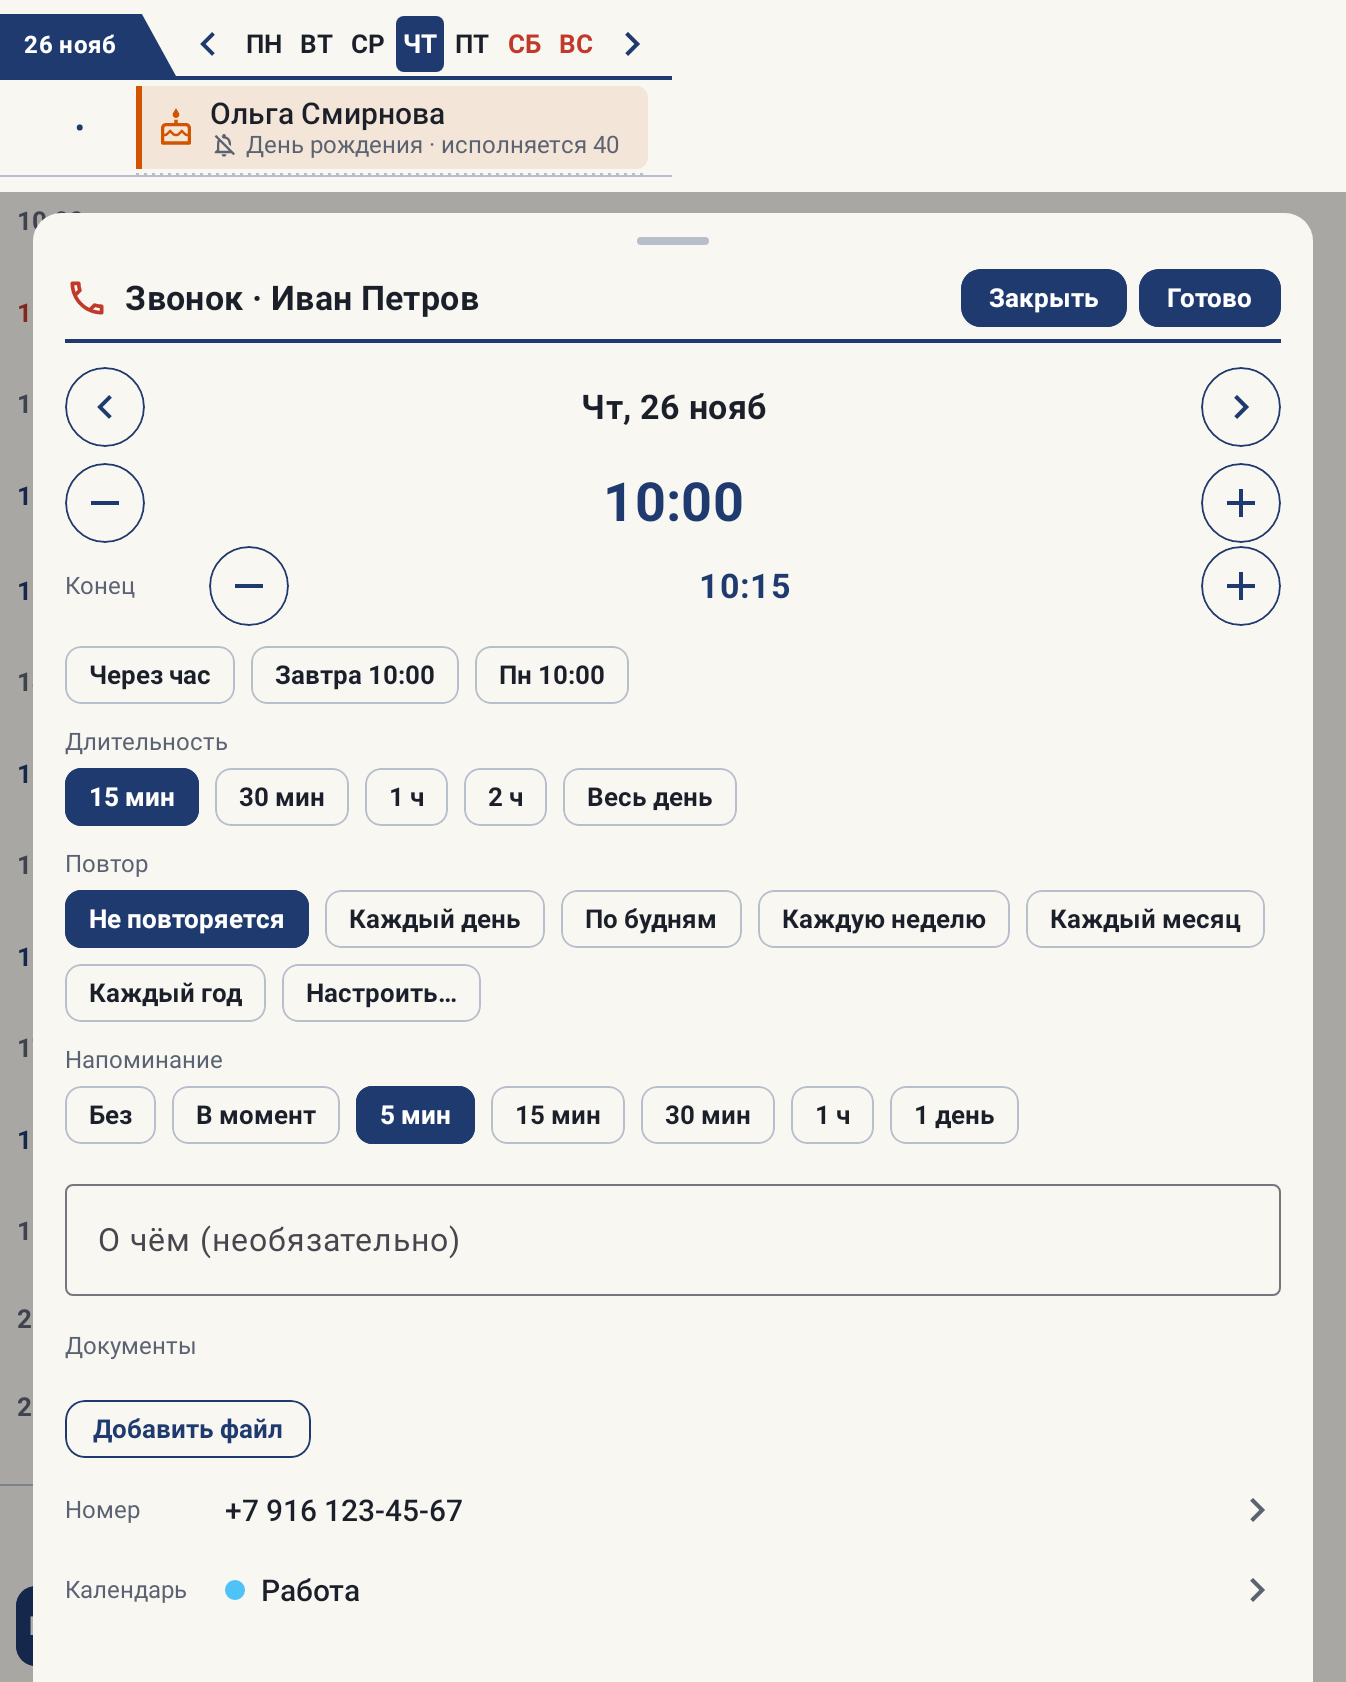 26 нояб ПН ВТ СР ЧТ ПТ СБ ВС
Ольга Смирнова
День рождения · исполняется 40
Звонок · Иван Петров Закрыть Готово
Чт, 26 нояб
10:00
Конец 10:15
Через час Завтра 10:00 Пн 10:00
Длительность
15 мин 30 мин 1 ч 2 ч Весь день
Повтор
Не повторяется Каждый день По будням Каждую неделю Каждый месяц
Каждый год Настроить...
Напоминание
Без В момент 5 мин 15 мин 30 мин 1 ч 1 день
О чём (необязательно)
Документы
Добавить файл
Номер +7 916 123-45-67
Календарь Работа